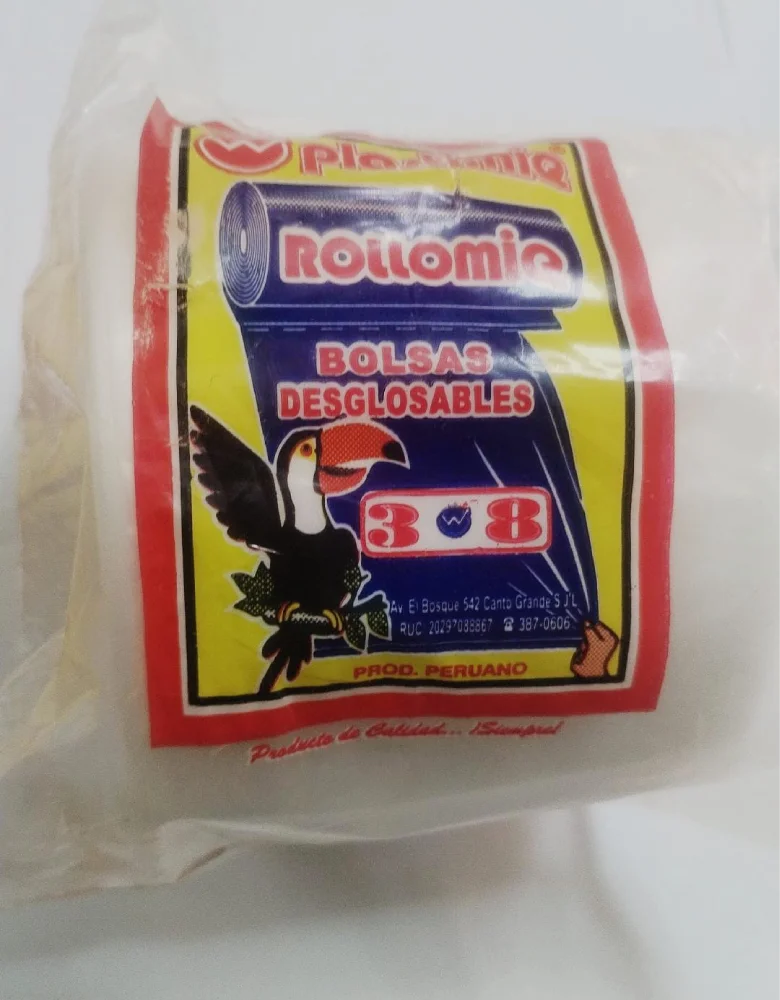 W
ROLLOMIQ
BOLSAS
DESGLOSABLES
3 W 8
Av. El Bosque 542 Canto Grande S.J.L
RUC 20297088867 ☎ 387-0606
PROD. PERUANO
Producto de Calidad... ¡Siempre!